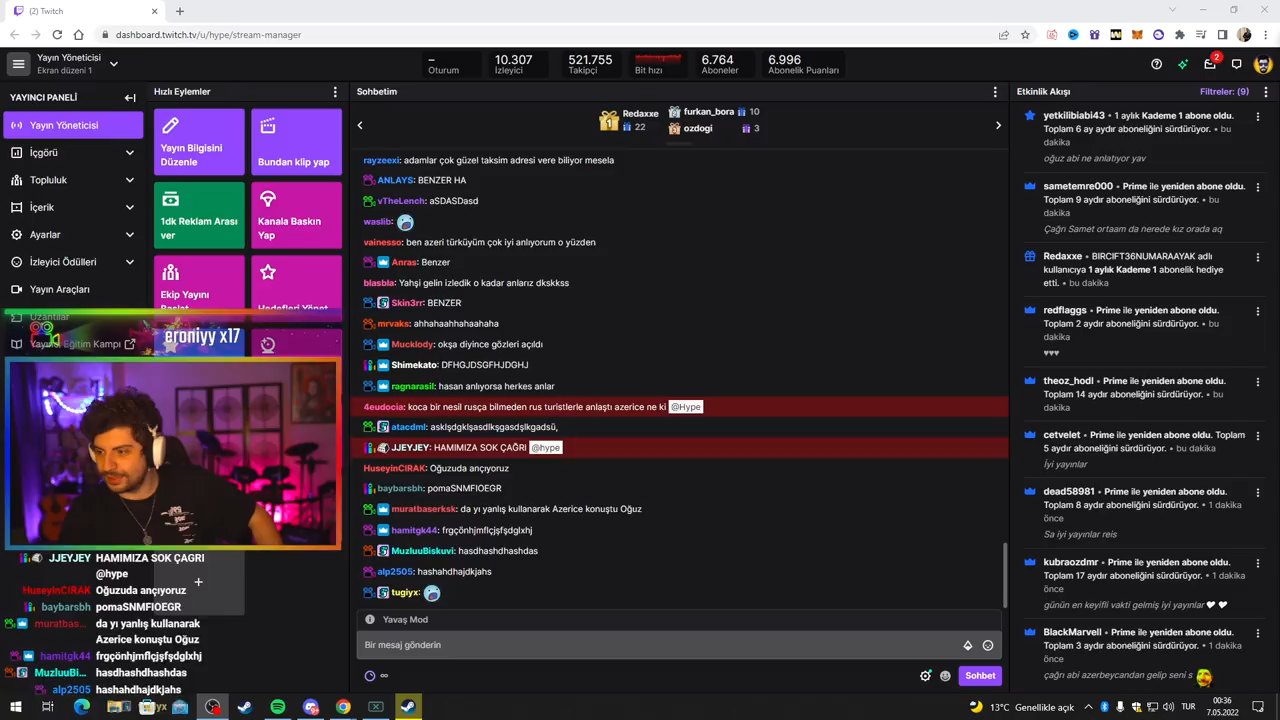 (2) Twitch
dashboard.twitch.tv/u/hype/stream-manager
Yayın Yöneticisi
Ekran düzeni 1
–
Oturum
10.307
İzleyici
521.755
Takipçi
Bit hızı
6.764
Aboneler
6.996
Abonelik Puanları
2
YAYINCI PANELİ
Yayın Yöneticisi
İçgörü
Topluluk
İçerik
Ayarlar
İzleyici Ödülleri
Yayın Araçları
Uzantılar
Yayıncı Eğitim Kampı
Hızlı Eylemler
Yayın Bilgisini
Düzenle
Bundan klip yap
1dk Reklam Arası
ver
Kanala Baskın
Yap
Ekip Yayını
Başlat
Hedefleri Yönet
eroniyy x17
JJEYJEY HAMIMIZA SOK ÇAGRI
@hype
HuseyinCIRAK Oğuzuda ançıyoruz
baybarsbh pomaSNMFIOEGR
muratbas... da yı yanlış kullanarak
Azerice konuştu Oğuz
hamitgk44 frgçönhjmflçjşfşdglxhj
MuzluuBi... hasdhashdhashdas
alp2505 hashahdhajdkjahs
Sohbetim
1
Redaxxe
22
furkan_bora 10
ozdogi 3
rayzeexi: adamlar çok güzel taksim adresi vere biliyor mesela
ANLAYS: BENZER HA
vTheLench: aSDASDasd
waslib:
vainesso: ben azeri türküyüm çok iyi anlıyorum o yüzden
Anras: Benzer
blasbla: Yahşi gelin izledik o kadar anlarız dkskkss
Skin3rr: BENZER
mrvaks: ahhahaahhahaahaha
Mucklody: okşa diyince gözleri açıldı
Shimekato: DFHGJDSGFHJDGHJ
ragnarasil: hasan anlıyorsa herkes anlar
4eudocia: koca bir nesil rusça bilmeden rus turistlerle anlaştı azerice ne ki @Hype
atacdml: asklşdgklşasdlkşgasdşlkgadsü,
JJEYJEY: HAMIMIZA SOK ÇAĞRI @hype
HuseyinCIRAK: Oğuzuda ançıyoruz
baybarsbh: pomaSNMFIOEGR
muratbaserksk: da yı yanlış kullanarak Azerice konuştu Oğuz
hamitgk44: frgçönhjmflçjşfşdglxhj
MuzluuBiskuvi: hasdhashdhashdas
alp2505: hashahdhajdkjahs
tugiyx:
Yavaş Mod
Bir mesaj gönderin
∞
Sohbet
Etkinlik Akışı
Filtreler: (9)
yetkilibiabi43 • 1 aylık Kademe 1 abone oldu.
Toplam 6 ay aboneliğini sürdürüyor. • bu
dakika
oğuz abi ne anlatıyor yav
sametemre000 • Prime ile yeniden abone oldu.
Toplam 9 aydır aboneliğini sürdürüyor. • bu
dakika
Çağrı Samet ortaam da nerede kız orada aq
Redaxxe • BIRCIFT36NUMARAAYAK adlı
kullanıcıya 1 aylık Kademe 1 abonelik hediye
etti. • bu dakika
redflaggs • Prime ile yeniden abone oldu.
Toplam 2 aydır aboneliğini sürdürüyor. • bu
dakika
♥♥♥
theoz_hodl • Prime ile yeniden abone oldu.
Toplam 14 aydır aboneliğini sürdürüyor. • bu
dakika
cetvelet • Prime ile yeniden abone oldu. Toplam
5 aydır aboneliğini sürdürüyor. • bu dakika
İyi yayınlar
dead58981 • Prime ile yeniden abone oldu.
Toplam 8 aydır aboneliğini sürdürüyor. • 1 dakika
önce
Sa iyi yayınlar reis
kubraozdmr • Prime ile yeniden abone oldu.
Toplam 17 aydır aboneliğini sürdürüyor. • 1 dakika
önce
günün en keyifli vakti gelmiş iyi yayınlar ♥ ♥
BlackMarvell • Prime ile yeniden abone oldu.
Toplam 3 aydır aboneliğini sürdürüyor. • 1 dakika
önce
çağrı abi azerbeycandan gelip seni s
13°C Genellikle açık
TUR
00:36
7.05.2022